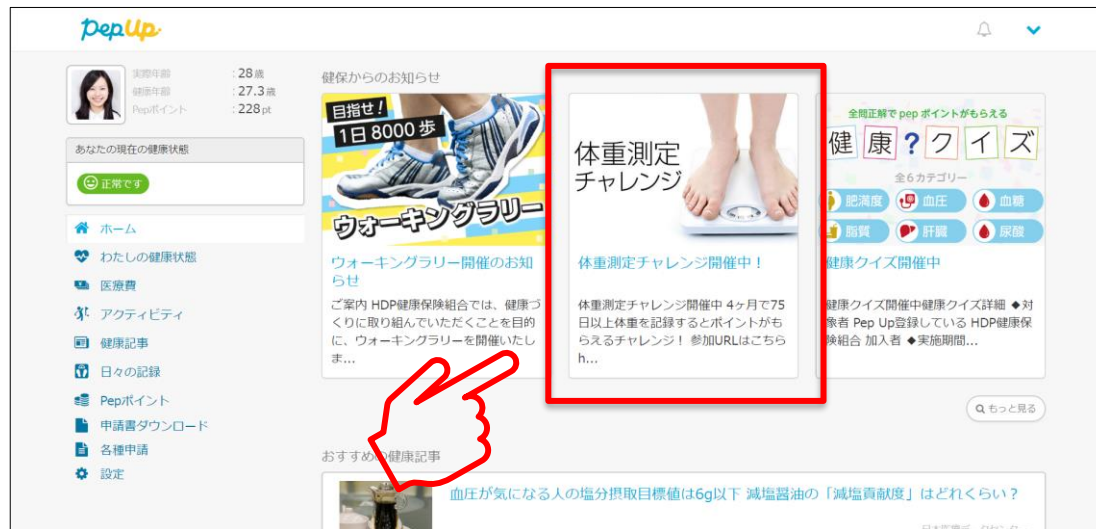 PepUp
実際年齢 : 28 歳
健康年齢 : 27.3 歳
Pepポイント : 228 pt
あなたの現在の健康状態
正常です
ホーム
わたしの健康状態
医療費
アクティビティ
健康記事
日々の記録
Pepポイント
申請書ダウンロード
各種申請
設定
健保からのお知らせ
目指せ!
1日 8000 歩
ウォーキングラリー
ウォーキングラリー開催のお知
らせ
ご案内 HDP健康保険組合では、健康づ
くりに取り組んでいただくことを目的
に、ウォーキングラリーを開催いたし
ま...
体重測定
チャレンジ
体重測定チャレンジ開催中！
体重測定チャレンジ開催中 4ヶ月で75
日以上体重を記録するとポイントがも
らえるチャレンジ！ 参加URLはこちら
h...
全問正解で pep ポイントがもらえる
健康?クイズ
全6カテゴリー
肥満度 血圧 血糖
脂質 肝臓 尿酸
健康クイズ開催中
健康クイズ開催中健康クイズ詳細 ◆対
象者 Pep Up登録している HDP健康保
険組合 加入者 ◆実施期間...
もっと見る
おすすめの健康記事
血圧が気になる人の塩分摂取目標値は6g以下 減塩醤油の「減塩貢献度」はどれくらい？